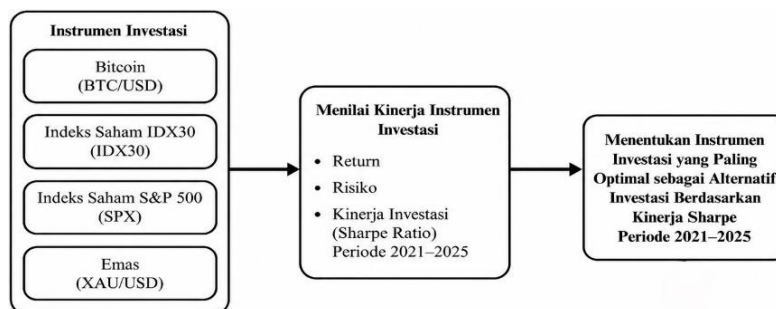 Instrumen Investasi
Bitcoin
(BTC/USD)
Indeks Saham IDX30
(IDX30)
Indeks Saham S&P 500
(SPX)
Emas
(XAU/USD)
Menilai Kinerja Instrumen
Investasi
• Return
• Risiko
• Kinerja Investasi
(Sharpe Ratio)
Periode 2021–2025
Menentukan Instrumen
Investasi yang Paling
Optimal sebagai Alternatif
Investasi Berdasarkan
Kinerja Sharpe
Periode 2021–2025